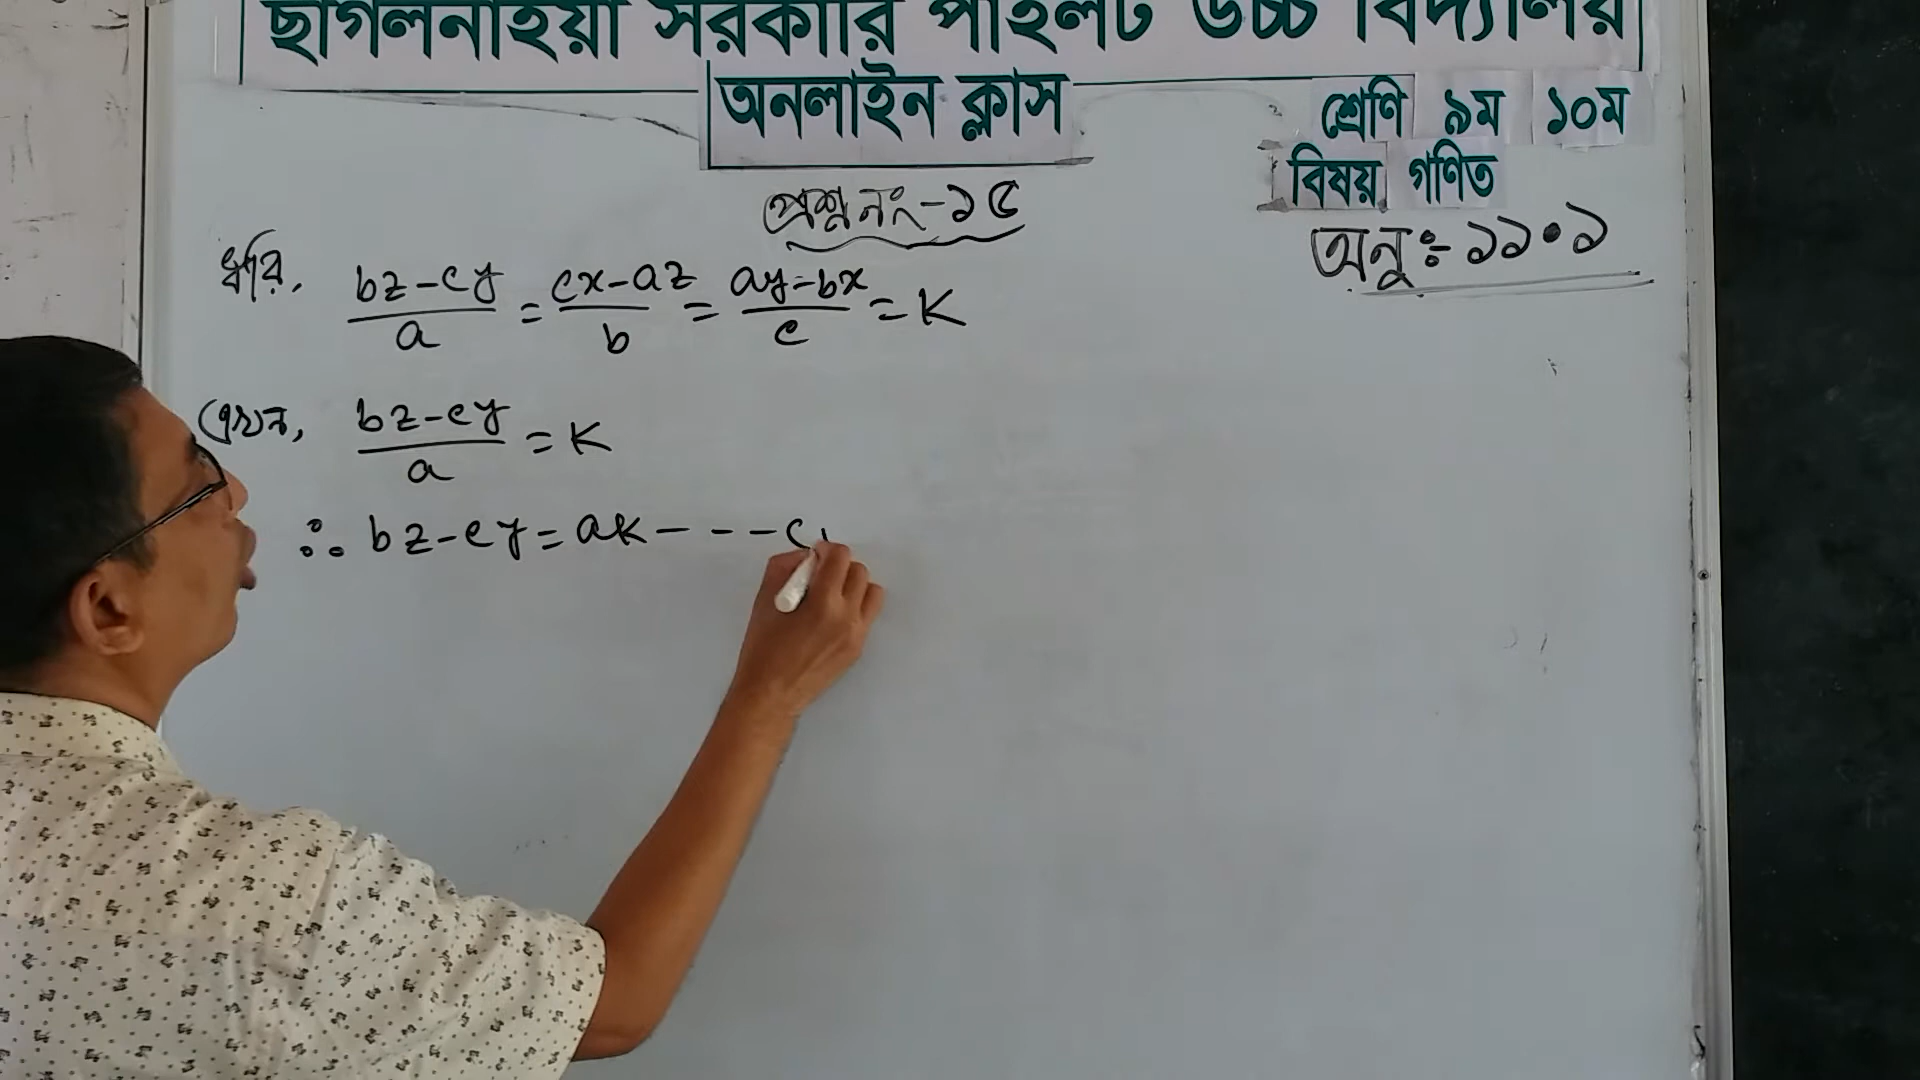 ছাগলনাইয়া সরকারি পাইলট উচ্চ বিদ্যালয়
অনলাইন ক্লাস
শ্রেণি ৯ম ১০ম
বিষয় গণিত
প্রশ্ন নং-১৫
অনুঃ-১১.১
ধরি, (bz-cy)/a = (cx-az)/b = (ay-bx)/c = K
এখন, (bz-cy)/a = K
∴ bz-cy = aK - - - (